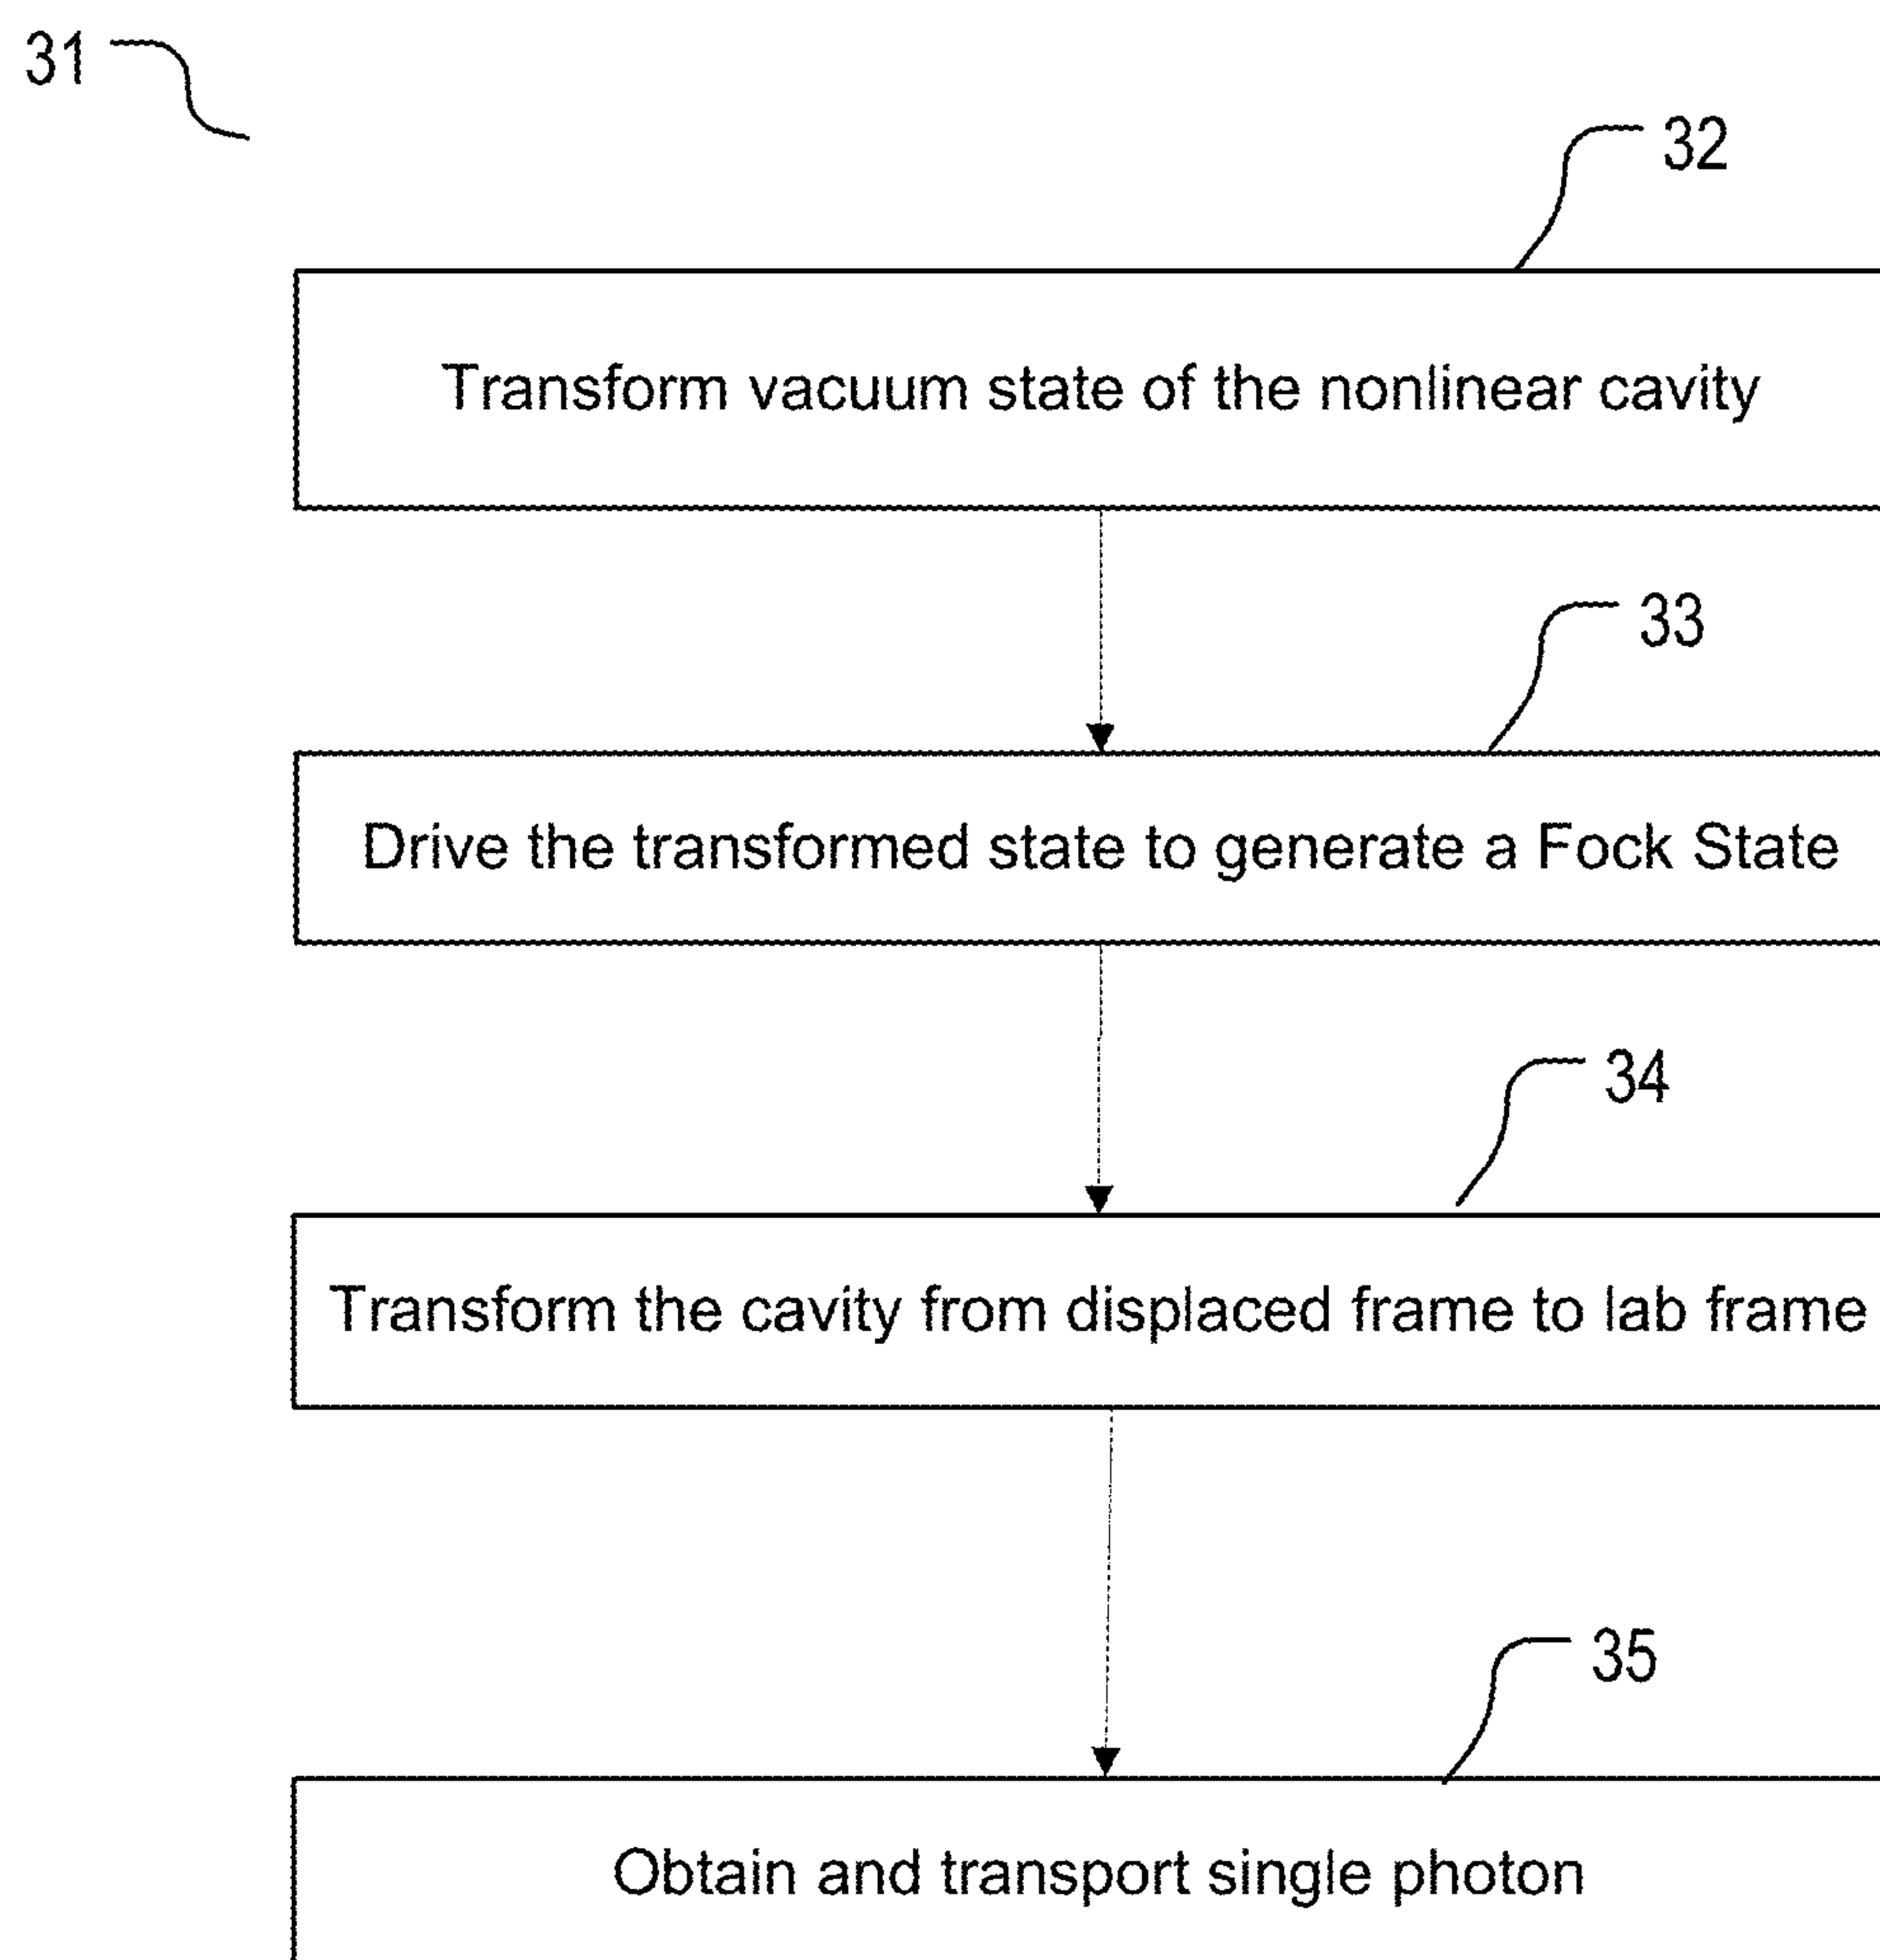 31
32
Transform vacuum state of the nonlinear cavity
33
Drive the transformed state to generate a Fock State
34
Transform the cavity from displaced frame to lab frame
35
Obtain and transport single photon